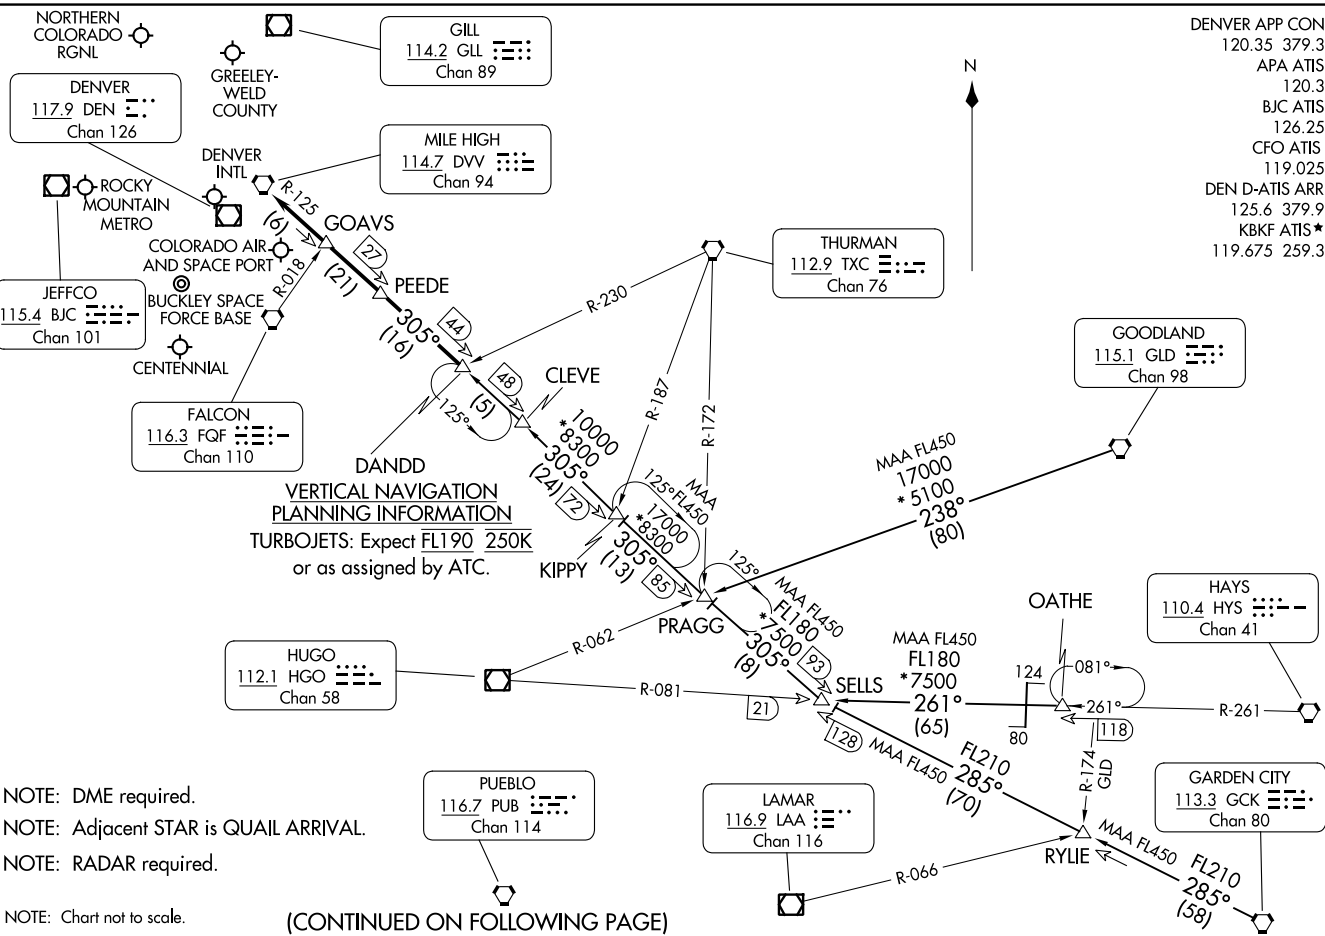 NORTHERN
COLORADO
RGNL
GILL
114.2 GLL
Chan 89
DENVER APP CON
120.35 379.3
APA ATIS
120.3
BJC ATIS
126.25
CFO ATIS
119.025
DEN D-ATIS ARR
125.6 379.9
KBKF ATIS★
119.675 259.3
N
GREELEY-
WELD
COUNTY
DENVER
117.9 DEN
Chan 126
MILE HIGH
114.7 DVV
Chan 94
DENVER
INTL
ROCKY
MOUNTAIN
METRO
R-125
(6)
GOAVS
27
(21)
PEEDE
COLORADO AIR
AND SPACE PORT
R-018
JEFFCO
115.4 BJC
Chan 101
BUCKLEY SPACE
FORCE BASE
CENTENNIAL
THURMAN
112.9 TXC
Chan 76
R-230
R-187
R-172
305°
(16)
44
GOODLAND
115.1 GLD
Chan 98
FALCON
116.3 FQF
Chan 110
48
CLEVE
(5)
125°
DANDD
VERTICAL NAVIGATION
PLANNING INFORMATION
TURBOJETS: Expect FL190 250K
or as assigned by ATC.
10000
*8300
305°
(24)
72
KIPPY
125°
MAA
FL450
17000
*8300
305°
(13)
85
MAA FL450
17000
*5100
238°
(80)
PRAGG
125°
MAA FL450
FL180
*7500
305°
(8)
93
SELLS
HUGO
112.1 HGO
Chan 58
R-062
R-081
21
MAA FL450
FL180
*7500
261°
(65)
OATHE
124
80
081°
261°
118
R-261
HAYS
110.4 HYS
Chan 41
128
MAA FL450
FL210
285°
(70)
R-174
GLD
GARDEN CITY
113.3 GCK
Chan 80
RYLIE
MAA FL450
FL210
285°
(58)
LAMAR
116.9 LAA
Chan 116
R-066
PUEBLO
116.7 PUB
Chan 114
NOTE: DME required.
NOTE: Adjacent STAR is QUAIL ARRIVAL.
NOTE: RADAR required.
NOTE: Chart not to scale.
(CONTINUED ON FOLLOWING PAGE)